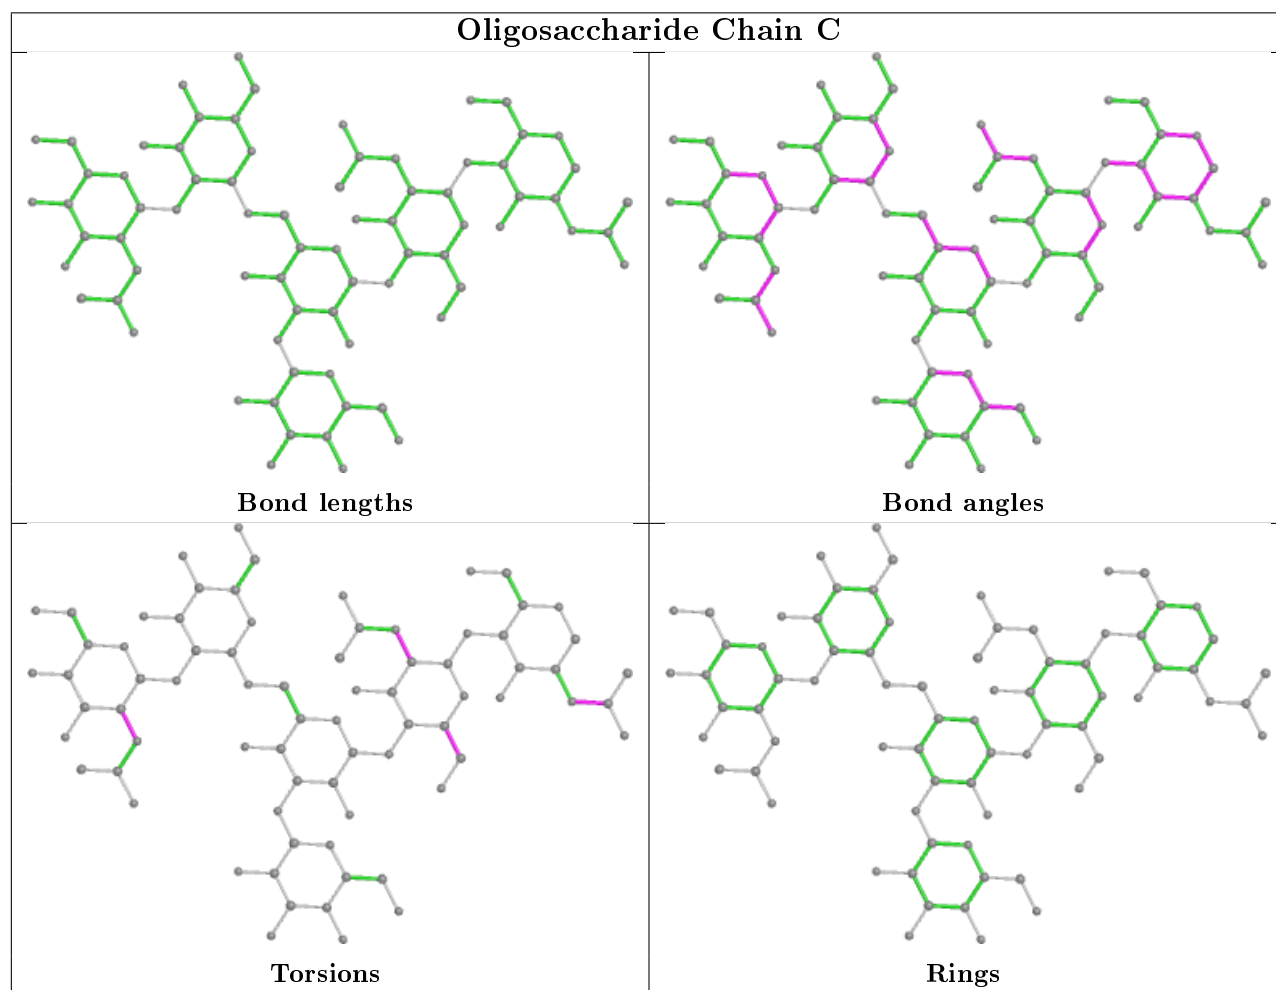 Oligosaccharide Chain C
Bond lengths
Bond angles
Torsions
Rings